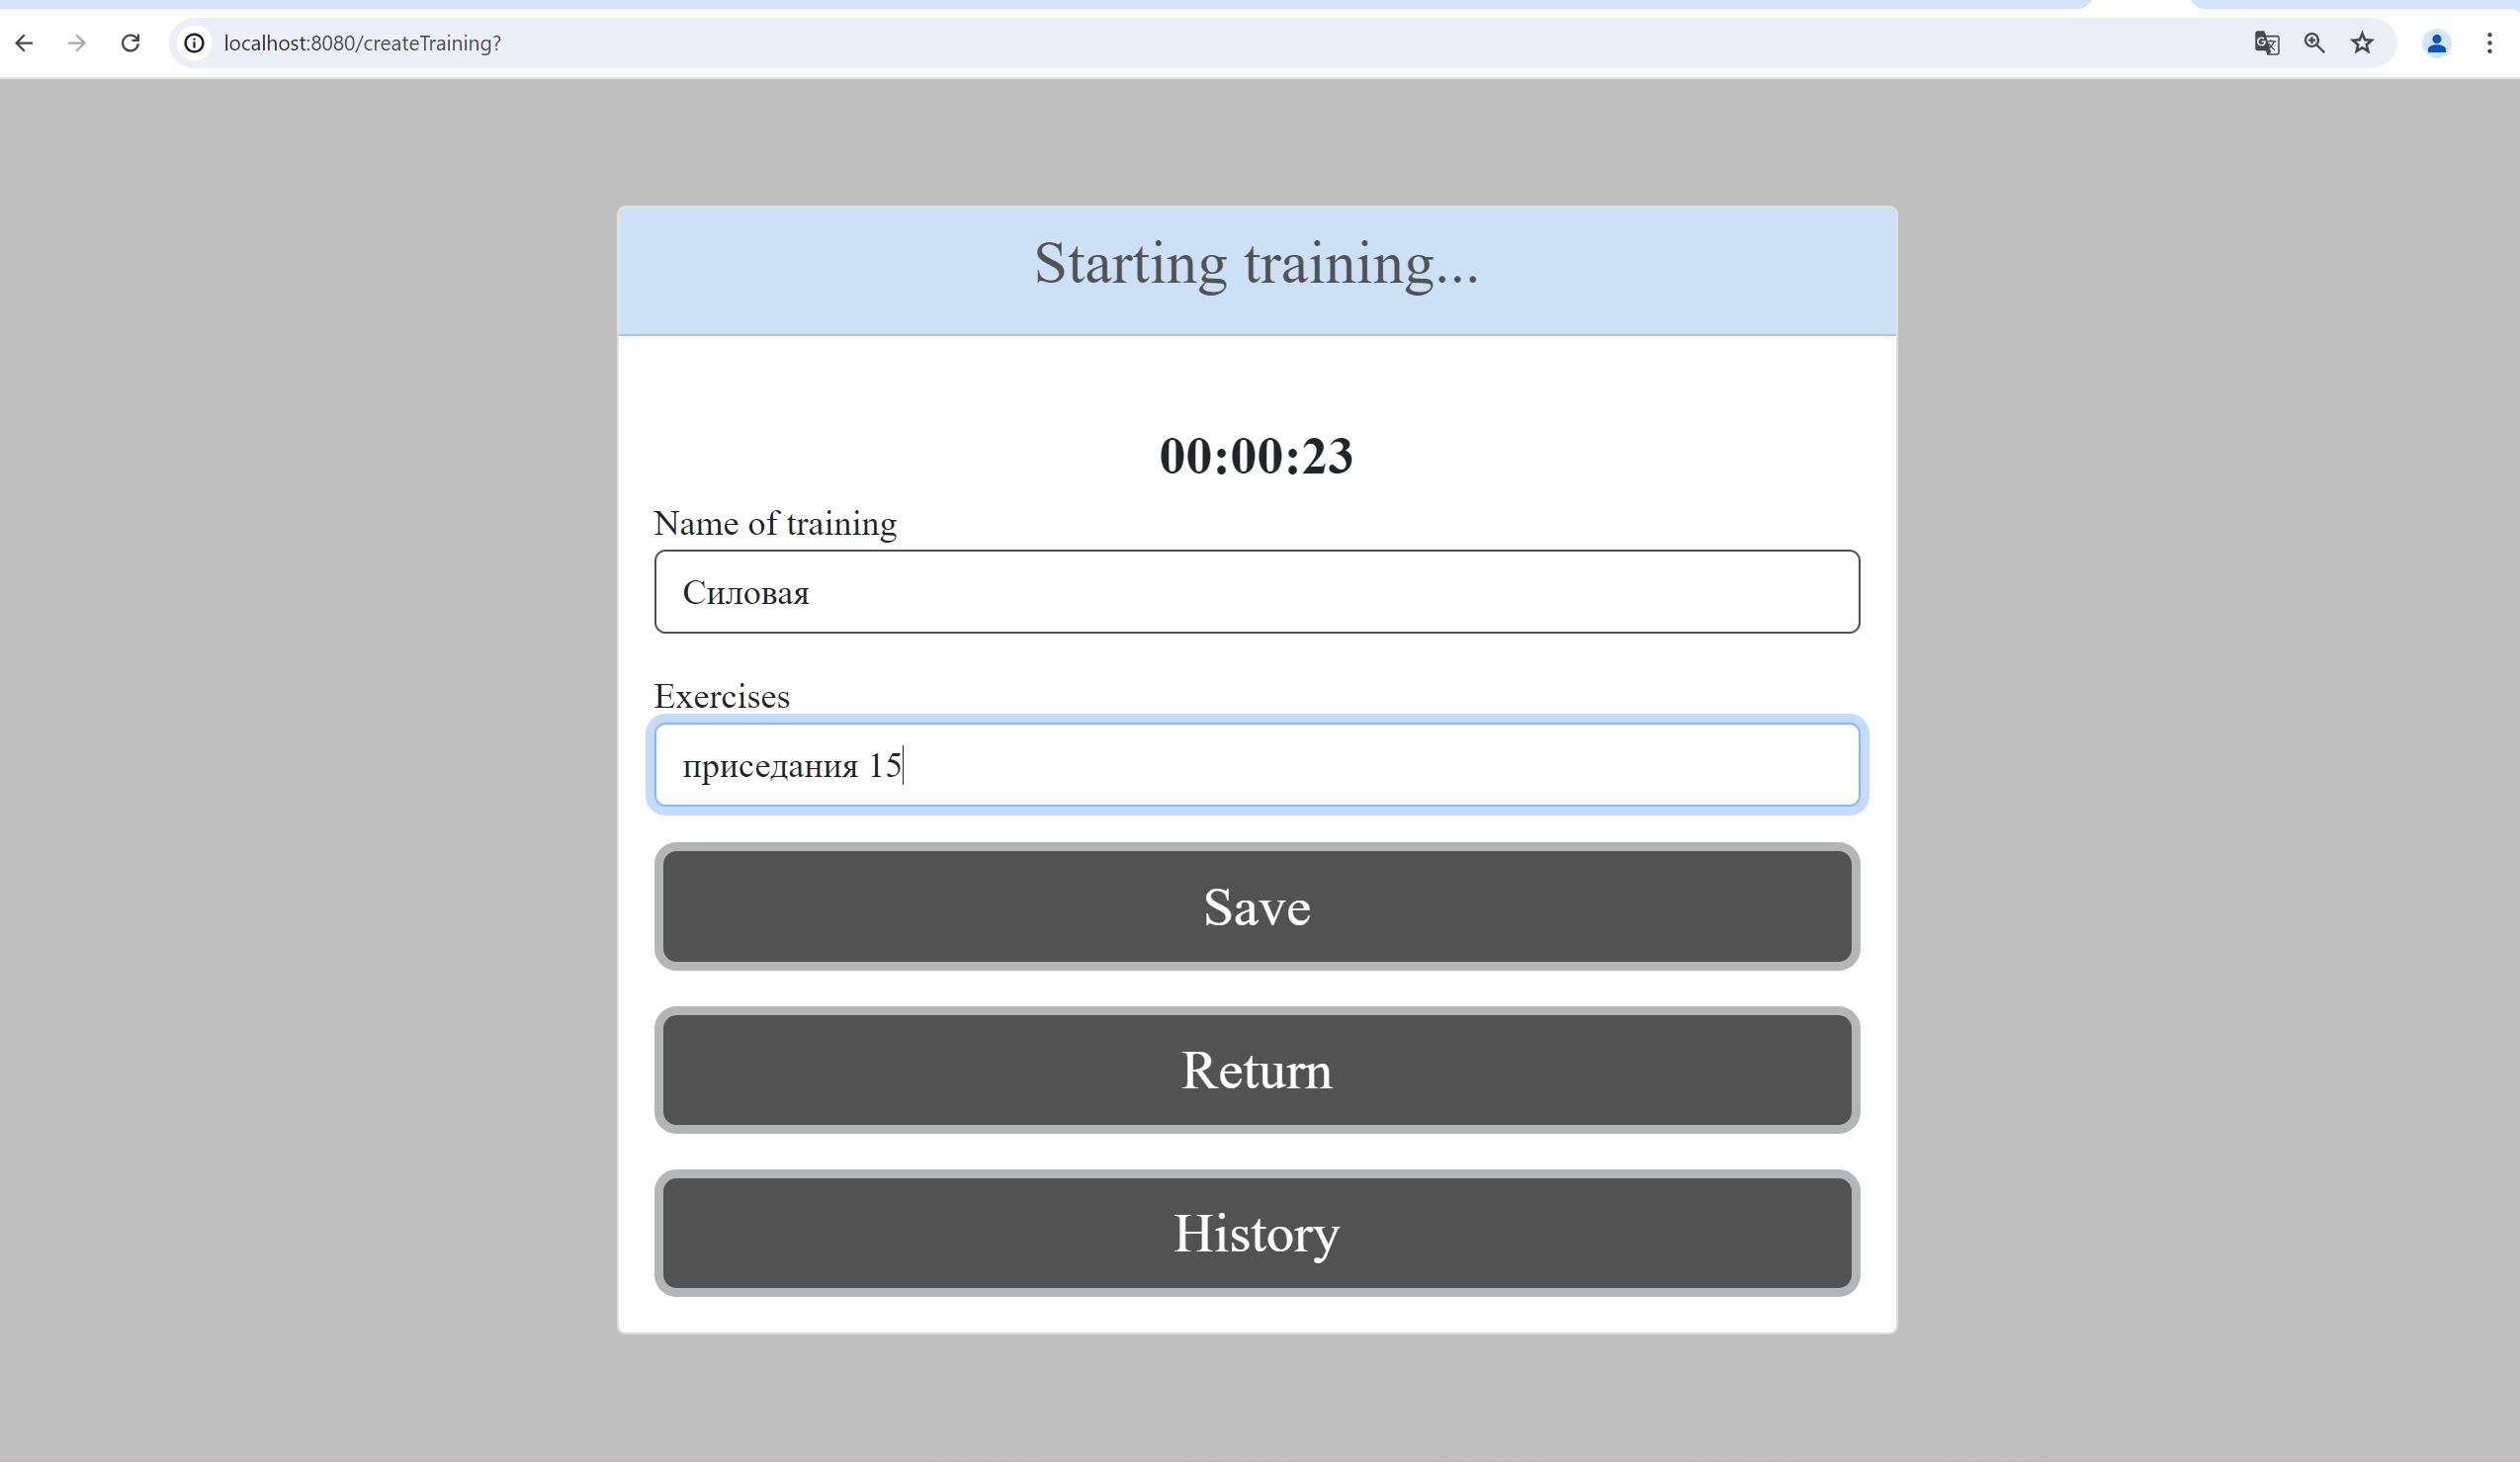 localhost:8080/createTraining?
Starting training...
00:00:23
Name of training
Силовая
Exercises
приседания 15
Save
Return
History